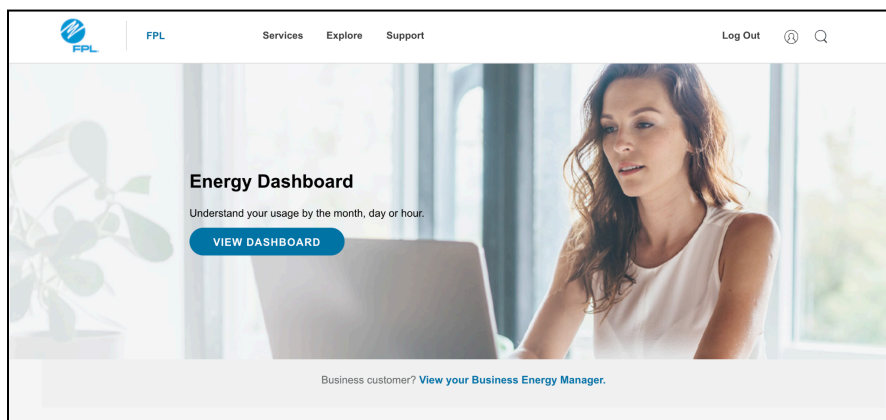 FPL.
FPL
Services
Explore
Support
Log Out
Energy Dashboard
Understand your usage by the month, day or hour.
VIEW DASHBOARD
Business customer? View your Business Energy Manager.